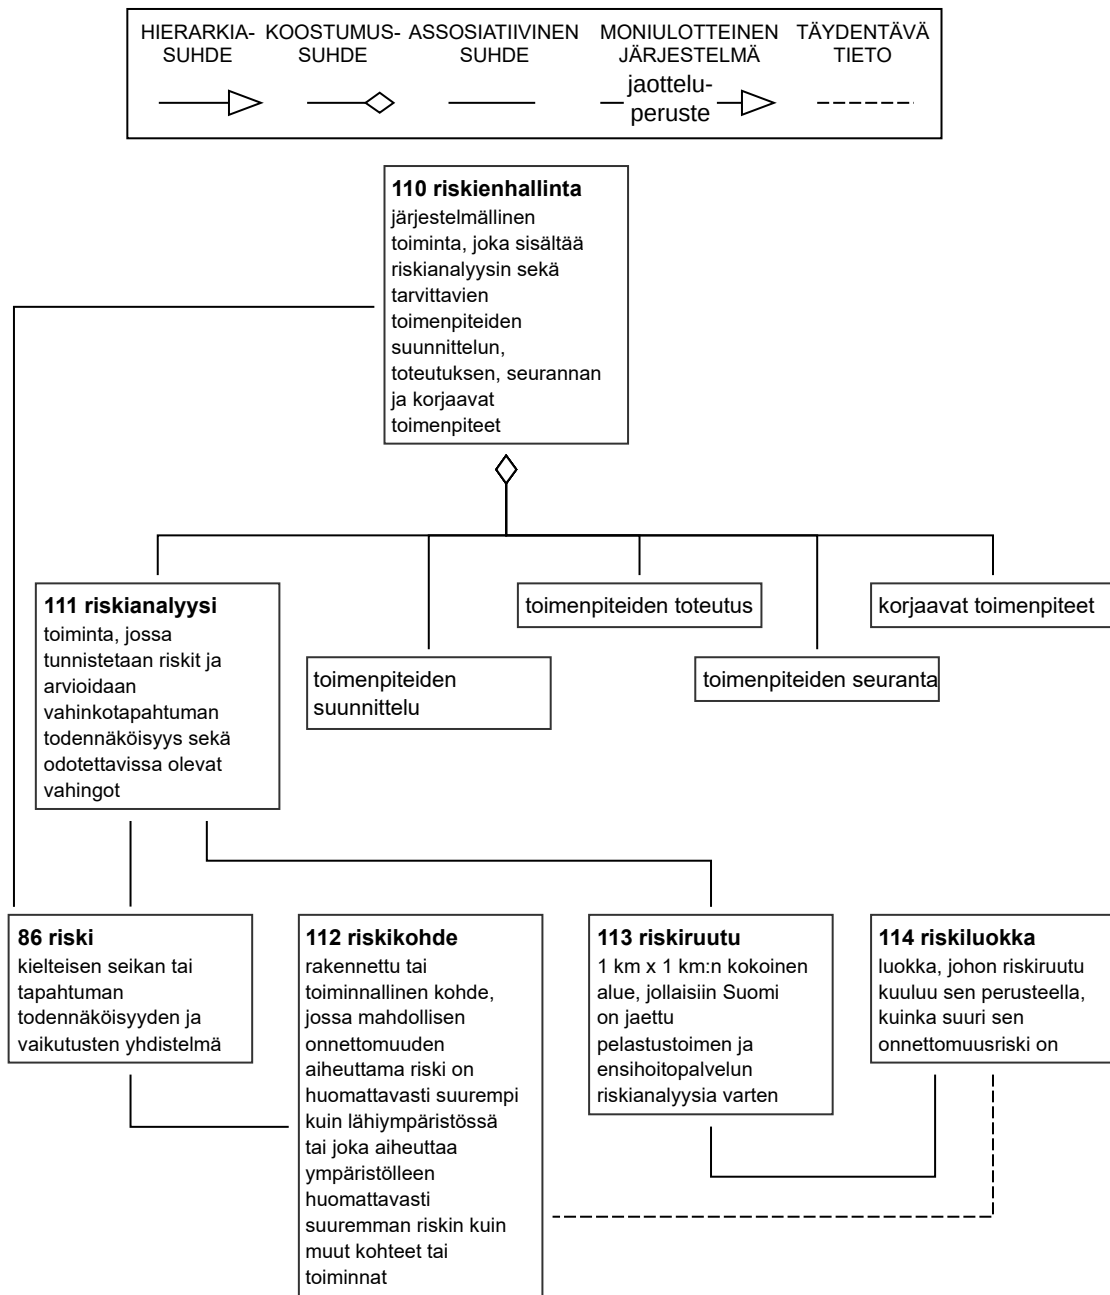 HIERARKIA-
SUHDE
KOOSTUMUS-
SUHDE
ASSOSIATIIVINEN
SUHDE
MONIULOTTEINEN
JÄRJESTELMÄ
TÄYDENTÄVÄ
TIETO
jaottelu-
peruste
110 riskienhallinta
järjestelmällinen
toiminta, joka sisältää
riskianalyysin sekä
tarvittavien
toimenpiteiden
suunnittelun,
toteutuksen, seurannan
ja korjaavat
toimenpiteet
111 riskianalyysi
toiminta, jossa
tunnistetaan riskit ja
arvioidaan
vahinkotapahtuman
todennäköisyys sekä
odotettavissa olevat
vahingot
toimenpiteiden
suunnittelu
toimenpiteiden toteutus
toimenpiteiden seuranta
korjaavat toimenpiteet
86 riski
kielteisen seikan tai
tapahtuman
todennäköisyyden ja
vaikutusten yhdistelmä
112 riskikohde
rakennettu tai
toiminnallinen kohde,
jossa mahdollisen
onnettomuuden
aiheuttama riski on
huomattavasti suurempi
kuin lähiympäristössä
tai joka aiheuttaa
ympäristölleen
huomattavasti
suuremman riskin kuin
muut kohteet tai
toiminnat
113 riskiruutu
1 km x 1 km:n kokoinen
alue, jollaisiin Suomi
on jaettu
pelastustoimen ja
ensihoitopalvelun
riskianalyysia varten
114 riskiluokka
luokka, johon riskiruutu
kuuluu sen perusteella,
kuinka suuri sen
onnettomuusriski on